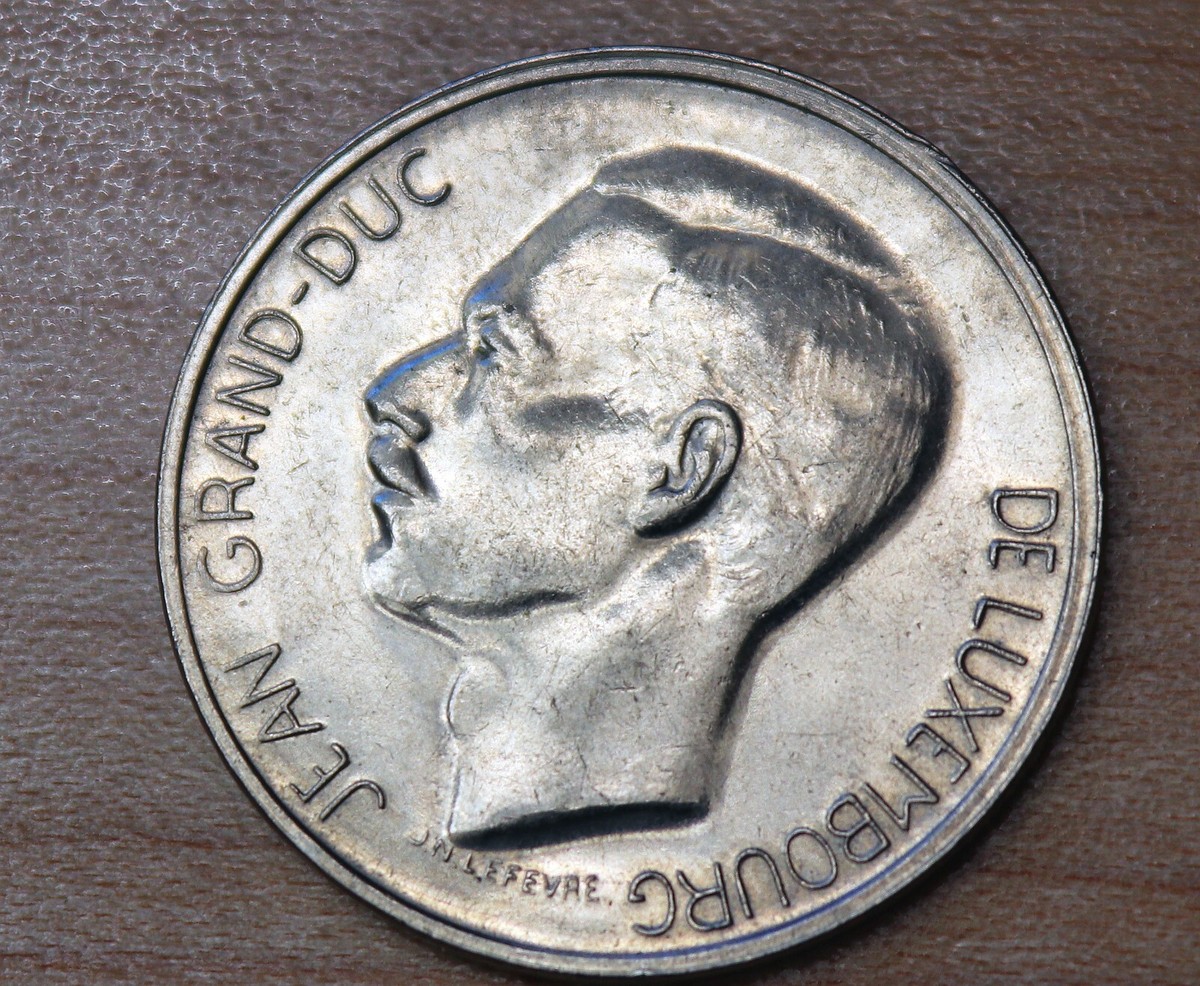 JEAN GRAND-DUC
DE LUXEMBOURG
J.N.LEFEVRE.